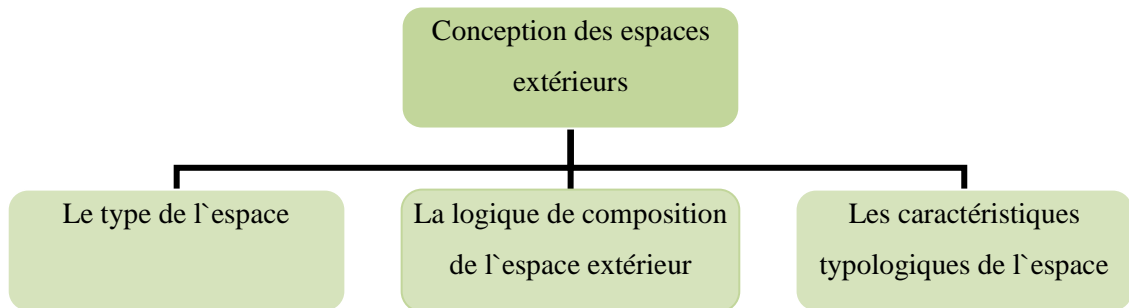 Conception des espaces
extérieurs
Le type de l`espace
La logique de composition
de l`espace extérieur
Les caractéristiques
typologiques de l`espace